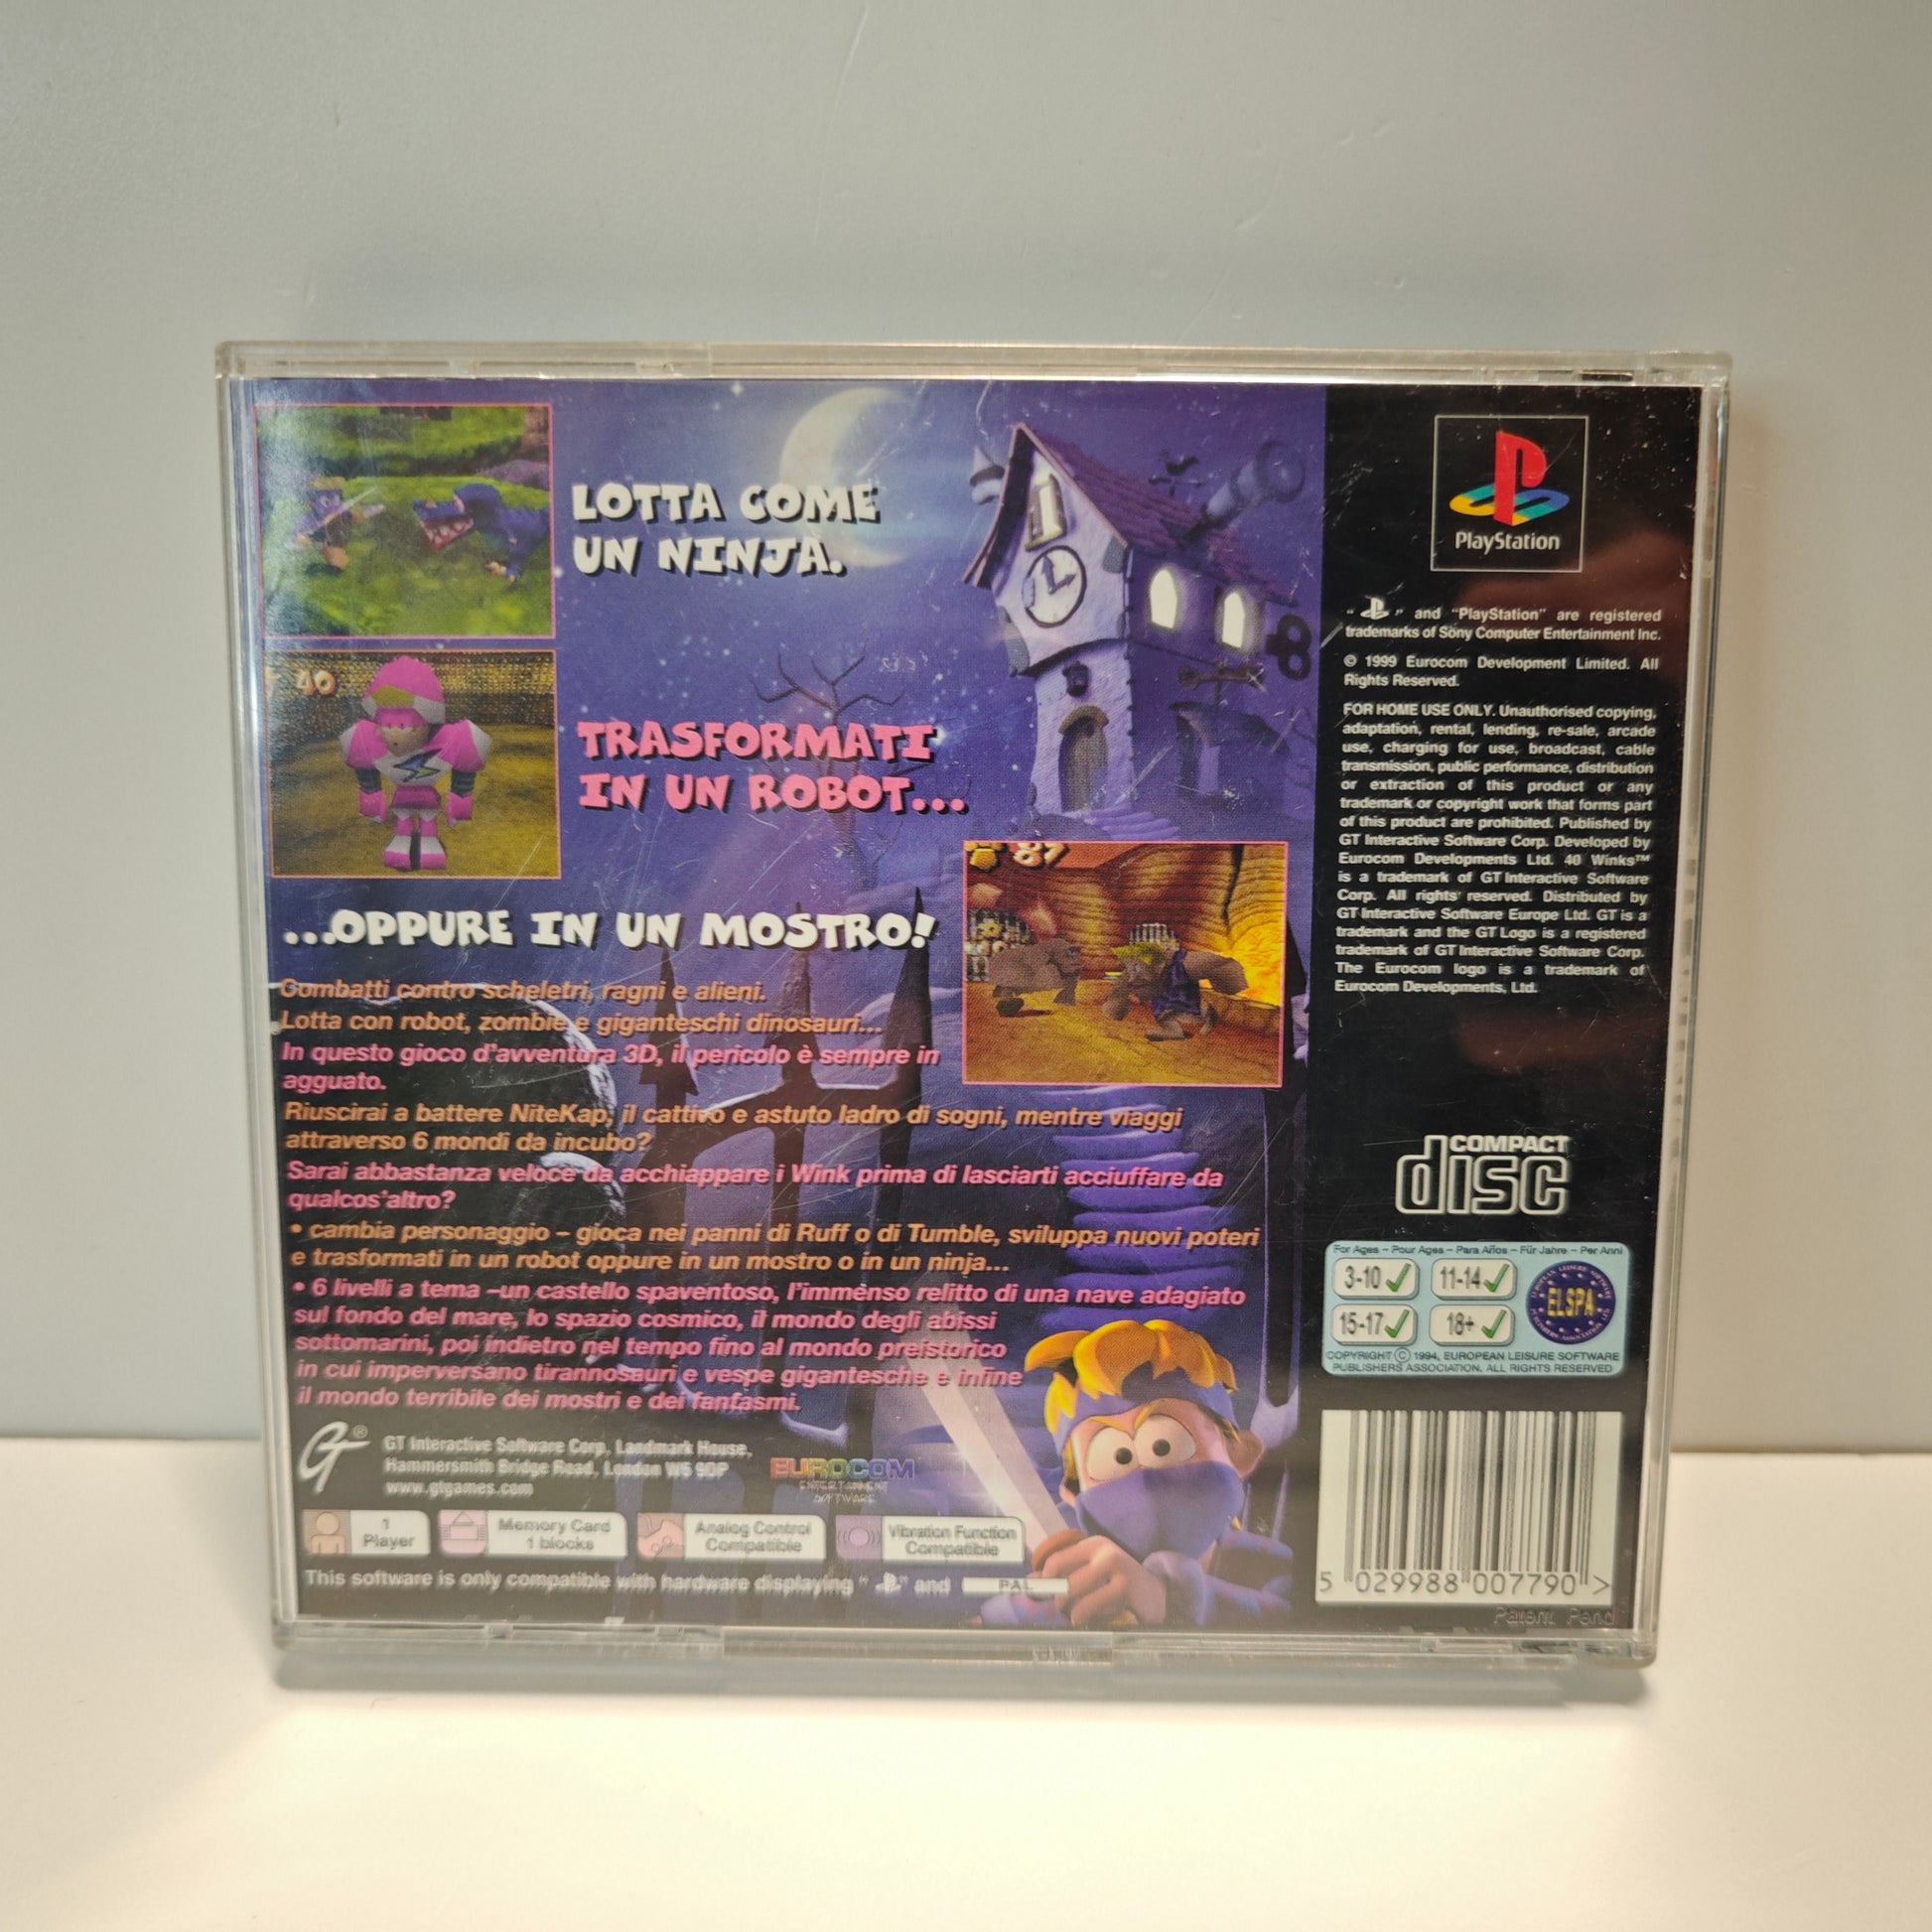 LOTTA COME
UN NINJA.
40
TRASFORMATI
IN UN ROBOT...
87
...OPPURE IN UN MOSTRO!
Combatti contro scheletri, ragni e alieni.
Lotta con robot, zombie e giganteschi dinosauri...
In questo gioco d'avventura 3D, il pericolo è sempre in
agguato.
Riuscirai a battere NiteKap, il cattivo e astuto ladro di sogni, mentre viaggi
attraverso 6 mondi da incubo?
Sarai abbastanza veloce da acchiappare i Wink prima di lasciarti acciuffare da
qualcos'altro?
• cambia personaggio – gioca nei panni di Ruff o di Tumble, sviluppa nuovi poteri
e trasformati in un robot oppure in un mostro o in un ninja...
• 6 livelli a tema –un castello spaventoso, l'immenso relitto di una nave adagiato
sul fondo del mare, lo spazio cosmico, il mondo degli abissi
sottomarini, poi indietro nel tempo fino al mondo preistorico
in cui imperversano tirannosauri e vespe gigantesche e infine
il mondo terribile dei mostri e dei fantasmi.
GT ®
GT Interactive Software Corp, Landmark House,
Hammersmith Bridge Road, London W6 9DP
www.gtgames.com
EUROCOM
ENTERTAINMENT
SOFTWARE
1
Player
Memory Card
1 blocks
Analog Control
Compatible
Vibration Function
Compatible
This software is only compatible with hardware displaying " " and PAL
PlayStation
" " and "PlayStation" are registered
trademarks of Sony Computer Entertainment Inc.
© 1999 Eurocom Development Limited. All
Rights Reserved.
FOR HOME USE ONLY. Unauthorised copying,
adaptation, rental, lending, re-sale, arcade
use, charging for use, broadcast, cable
transmission, public performance, distribution
or extraction of this product or any
trademark or copyright work that forms part
of this product are prohibited. Published by
GT Interactive Software Corp. Developed by
Eurocom Developments Ltd. 40 Winks™
is a trademark of GT Interactive Software
Corp. All rights reserved. Distributed by
GT Interactive Software Europe Ltd. GT is a
trademark and the GT Logo is a registered
trademark of GT Interactive Software Corp.
The Eurocom logo is a trademark of
Eurocom Developments, Ltd.
COMPACT
disc
For Ages – Pour Ages – Para Años – Für Jahre – Per Anni
3-10 11-14
15-17 18+
ELSPA
COPYRIGHT © 1994, EUROPEAN LEISURE SOFTWARE
PUBLISHERS ASSOCIATION. ALL RIGHTS RESERVED
5 029988 007790 >
Patent Pend